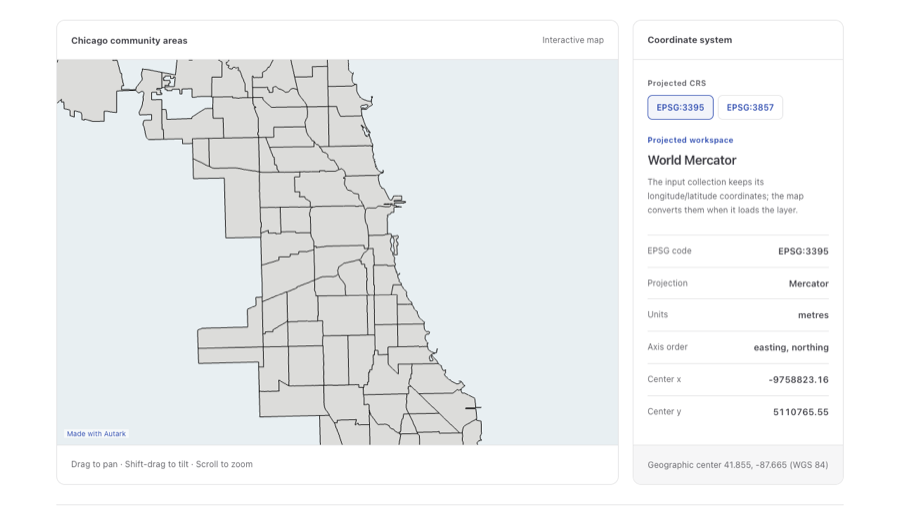 Chicago community areas
Interactive map
Made with Autark
Drag to pan · Shift-drag to tilt · Scroll to zoom
Coordinate system
Projected CRS
EPSG:3395 EPSG:3857
Projected workspace
World Mercator
The input collection keeps its
longitude/latitude coordinates; the map
converts them when it loads the layer.
EPSG code EPSG:3395
Projection Mercator
Units metres
Axis order easting, northing
Center x -9758823.16
Center y 5110765.55
Geographic center 41.855, -87.665 (WGS 84)